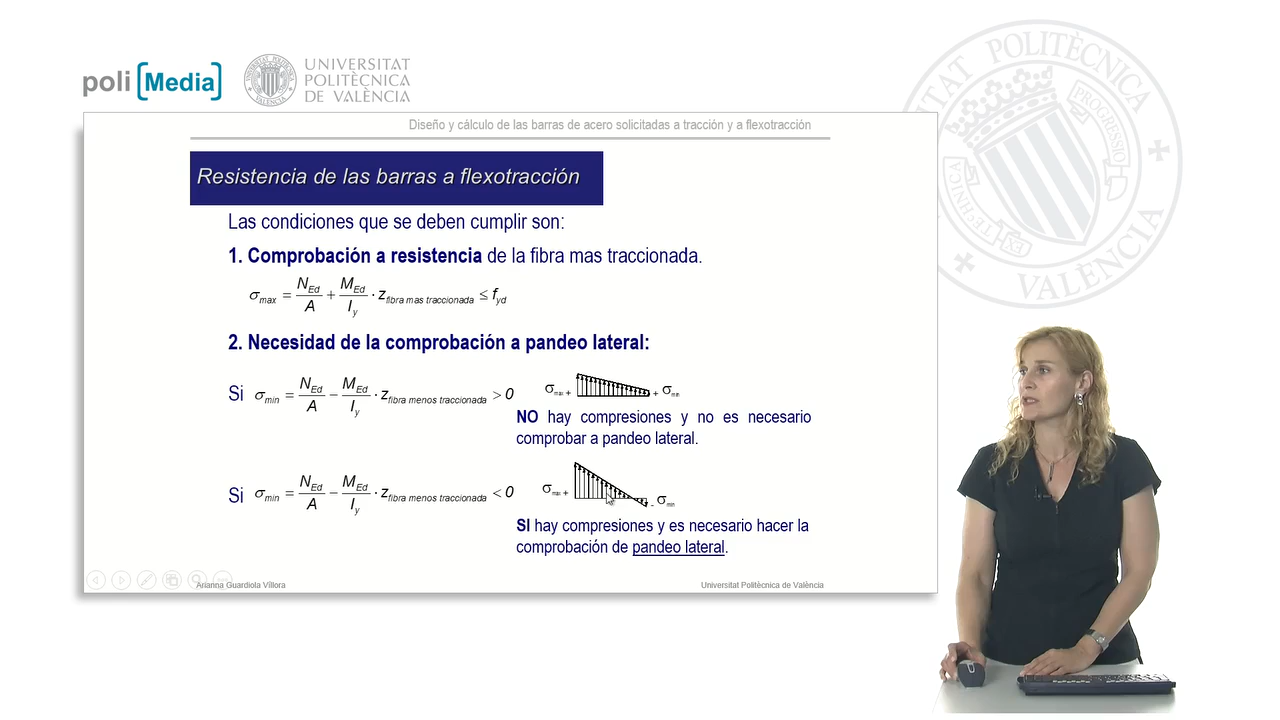 poli [Media]
UNIVERSITAT
POLITÈCNICA
DE VALÈNCIA
Diseño y cálculo de las barras de acero solicitadas a tracción y a flexotracción
Resistencia de las barras a flexotracción
Las condiciones que se deben cumplir son:
1. Comprobación a resistencia de la fibra mas traccionada.
σmax = NEd/A + MEd/Iy · zfibra mas traccionada ≤ fyd
2. Necesidad de la comprobación a pandeo lateral:
Si σmin = NEd/A − MEd/Iy · zfibra menos traccionada > 0
σmax + + σmin
NO hay compresiones y no es necesario
comprobar a pandeo lateral.
Si σmin = NEd/A − MEd/Iy · zfibra menos traccionada < 0
σmax + - σmin
SI hay compresiones y es necesario hacer la
comprobación de pandeo lateral.
Arianna Guardiola Víllora
Universitat Politècnica de València
POLITÈCNICA
VALÈNCIA